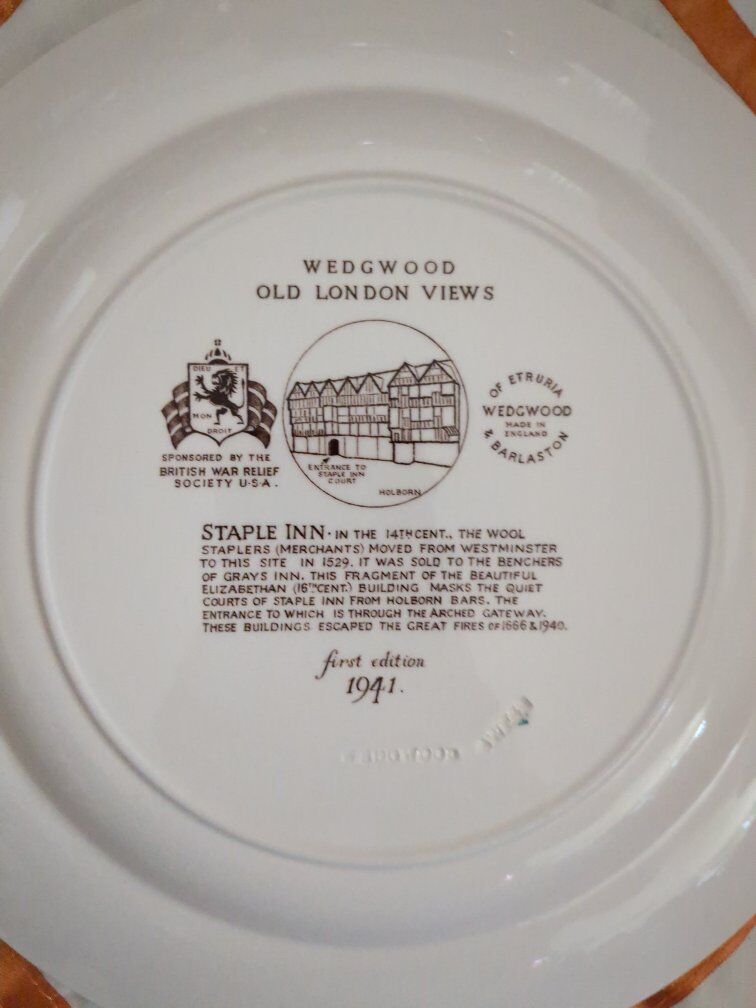 WEDGWOOD
OLD LONDON VIEWS
DIEU ET
MON
DROIT
SPONSORED BY THE
BRITISH WAR RELIEF
SOCIETY U·S·A.
ENTRANCE TO
STAPLE INN
COURT
HOLBORN
OF ETRURIA
WEDGWOOD
MADE IN
ENGLAND
& BARLASTON
STAPLE INN· IN THE 14TH CENT., THE WOOL
STAPLERS (MERCHANTS) MOVED FROM WESTMINSTER
TO THIS SITE IN 1529. IT WAS SOLD TO THE BENCHERS
OF GRAYS INN. THIS FRAGMENT OF THE BEAUTIFUL
ELIZABETHAN (16TH CENT.) BUILDING MASKS THE QUIET
COURTS OF STAPLE INN FROM HOLBORN BARS. THE
ENTRANCE TO WHICH IS THROUGH THE ARCHED GATEWAY.
THESE BUILDINGS ESCAPED THE GREAT FIRES OF 1666 & 1940.
first edition
1941.
WEDGWOOD